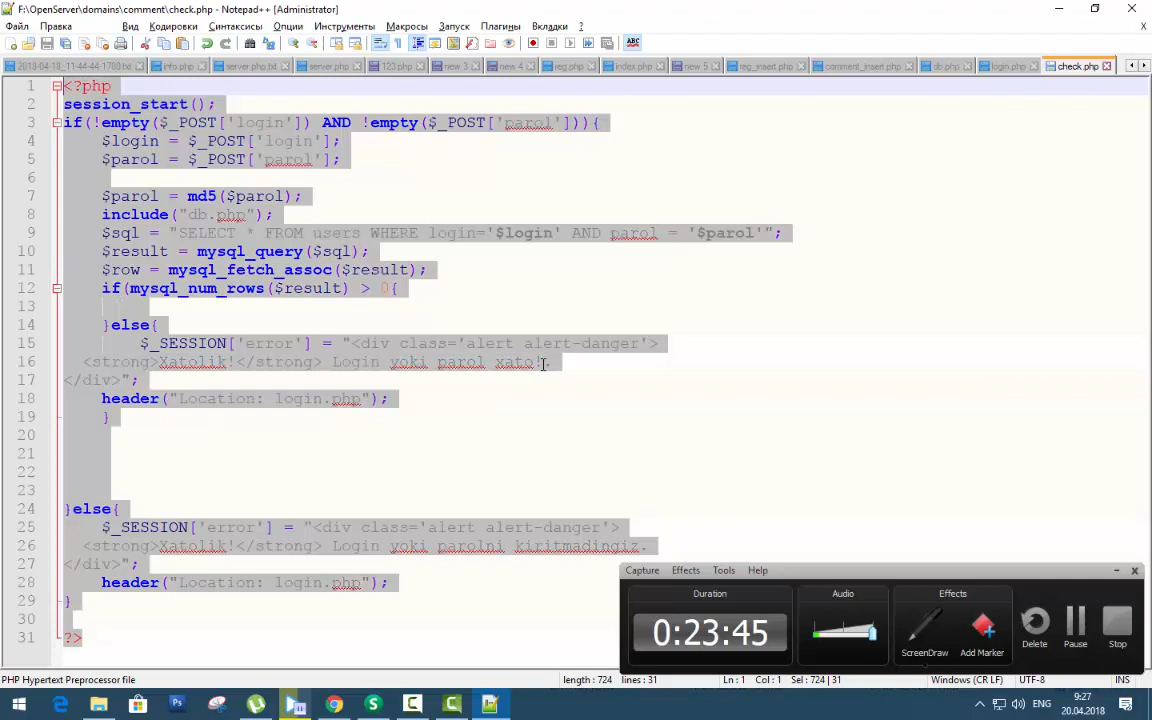 F:\OpenServer\domains\comment\check.php - Notepad++ [Administrator]
Файл Правка Поиск Вид Кодировки Синтаксисы Опции Инструменты Макросы Запуск Плагины Вкладки ?
2018-04-18_11-44-44-1788.txt info.php server.php.txt server.php 123.php new 3 new 4 reg.php index.php new 5 reg_insert.php comment_insert.php db.php login.php check.php
1 <?php
2 session_start();
3 if(!empty($_POST['login']) AND !empty($_POST['parol'])){
4 $login = $_POST['login'];
5 $parol = $_POST['parol'];
6
7 $parol = md5($parol);
8 include("db.php");
9 $sql = "SELECT * FROM users WHERE login='$login' AND parol = '$parol'";
10 $result = mysql_query($sql);
11 $row = mysql_fetch_assoc($result);
12 if(mysql_num_rows($result) > 0{
13
14 }else{
15 $_SESSION['error'] = "<div class='alert alert-danger'>
16 <strong>Xatolik!</strong> Login yoki parol xato!.
17 </div>";
18 header("Location: login.php");
19 }
20
21
22
23
24 }else{
25 $_SESSION['error'] = "<div class='alert alert-danger'>
26 <strong>Xatolik!</strong> Login yoki parolni kiritmadingiz.
27 </div>";
28 header("Location: login.php");
29 }
30
31 ?>
Capture Effects Tools Help
Duration Audio Effects
0:23:45
ScreenDraw Add Marker Delete Pause Stop
PHP Hypertext Preprocessor file length : 724 lines : 31 Ln : 1 Col : 1 Sel : 724 | 31 Windows (CR LF) UTF-8 INS
ENG 9:27
20.04.2018